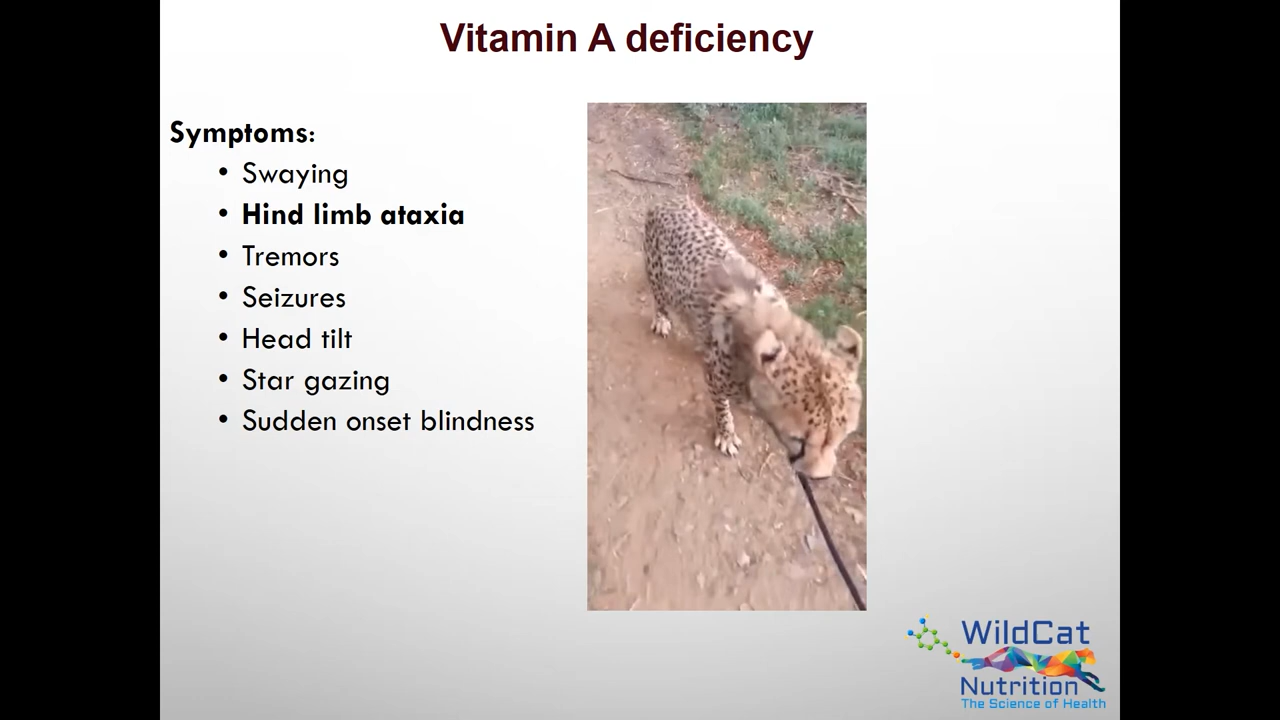 Vitamin A deficiency
Symptoms:
• Swaying
• Hind limb ataxia
• Tremors
• Seizures
• Head tilt
• Star gazing
• Sudden onset blindness
WildCat
Nutrition
The Science of Health